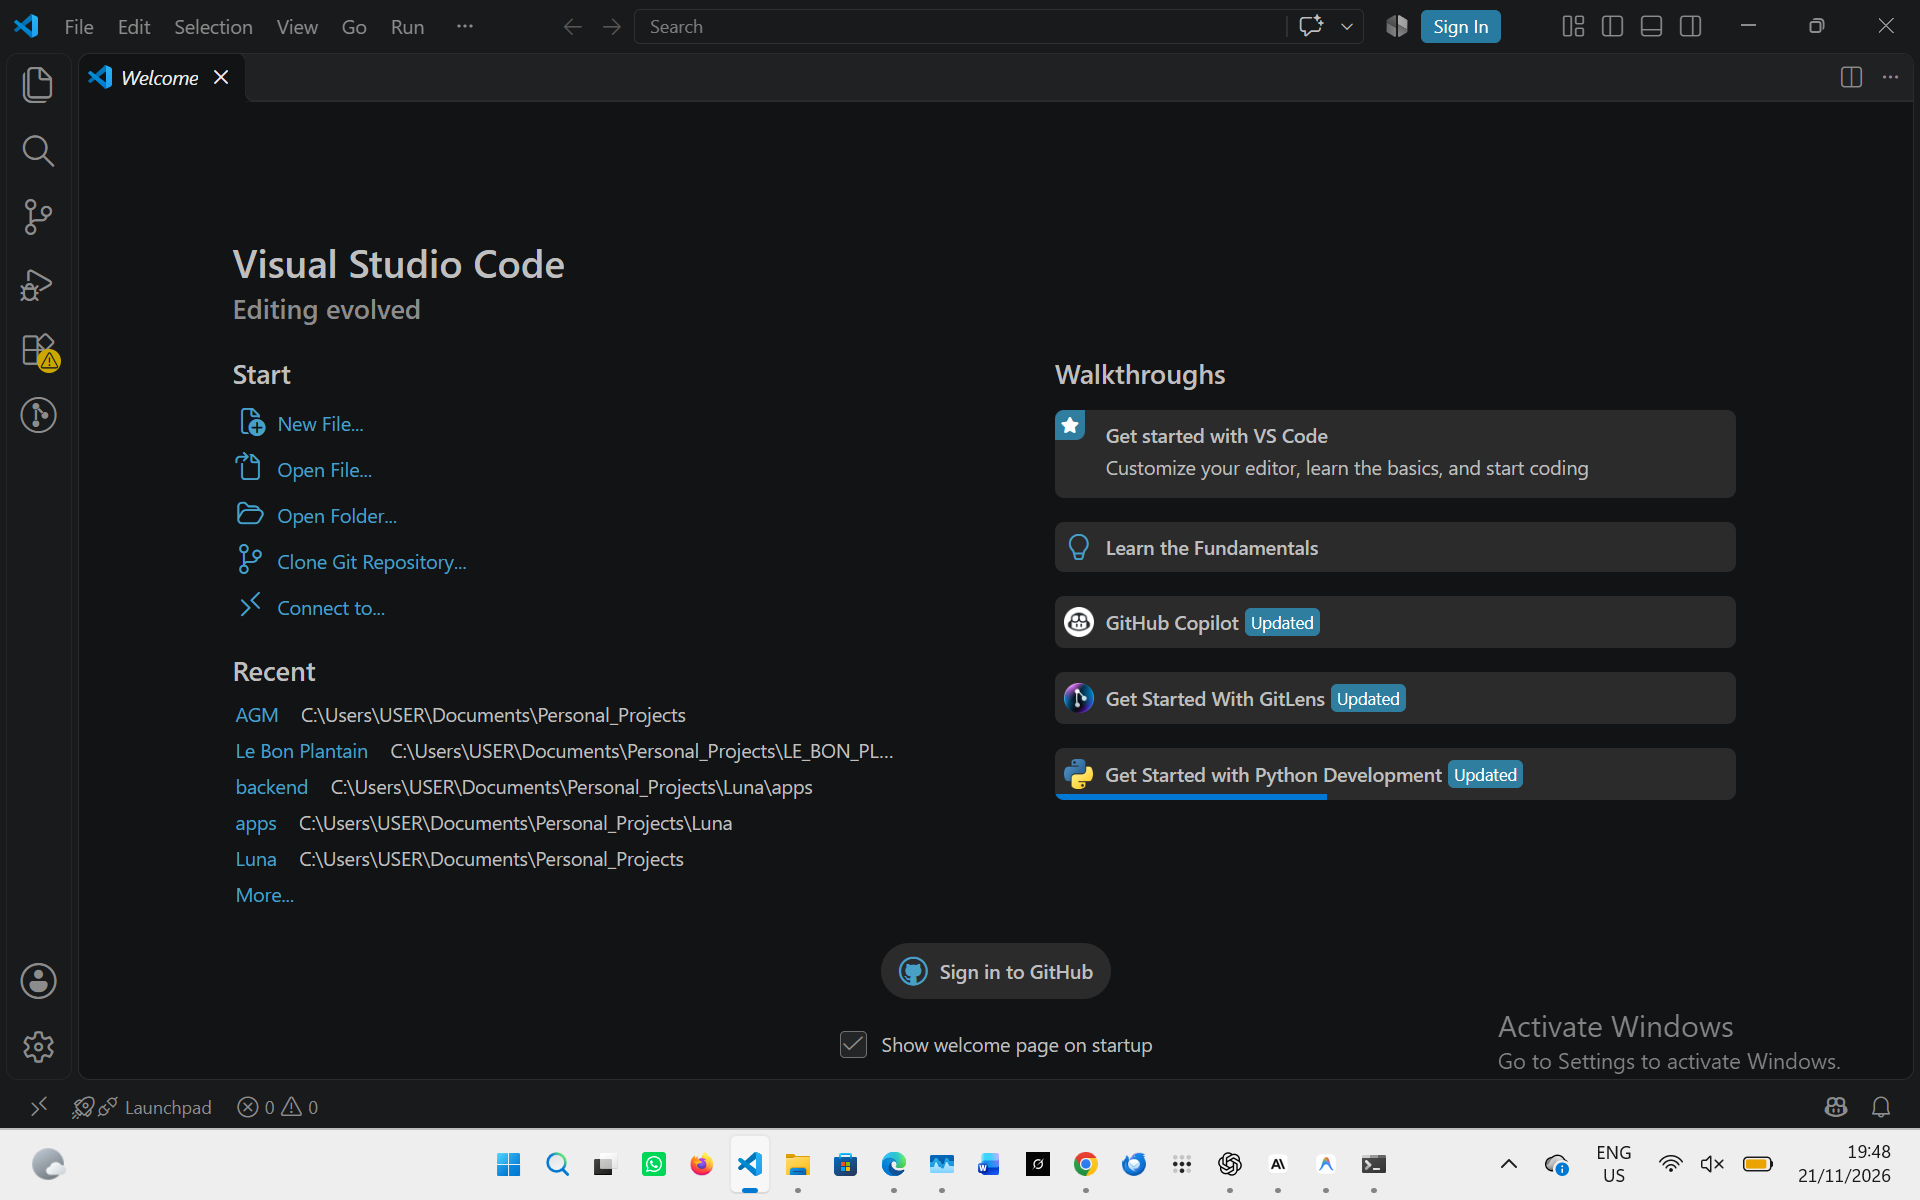 File Edit Selection View Go Run ··· Search Sign In
Welcome
Visual Studio Code
Editing evolved
Start
New File...
Open File...
Open Folder...
Clone Git Repository...
Connect to...
Recent
AGM C:\Users\USER\Documents\Personal_Projects
Le Bon Plantain C:\Users\USER\Documents\Personal_Projects\LE_BON_PL...
backend C:\Users\USER\Documents\Personal_Projects\Luna\apps
apps C:\Users\USER\Documents\Personal_Projects\Luna
Luna C:\Users\USER\Documents\Personal_Projects
More...
Walkthroughs
Get started with VS Code
Customize your editor, learn the basics, and start coding
Learn the Fundamentals
GitHub Copilot Updated
Get Started With GitLens Updated
Get Started with Python Development Updated
Sign in to GitHub
Show welcome page on startup
Activate Windows
Go to Settings to activate Windows.
Launchpad 0 0
ENG
US
19:48
21/11/2026